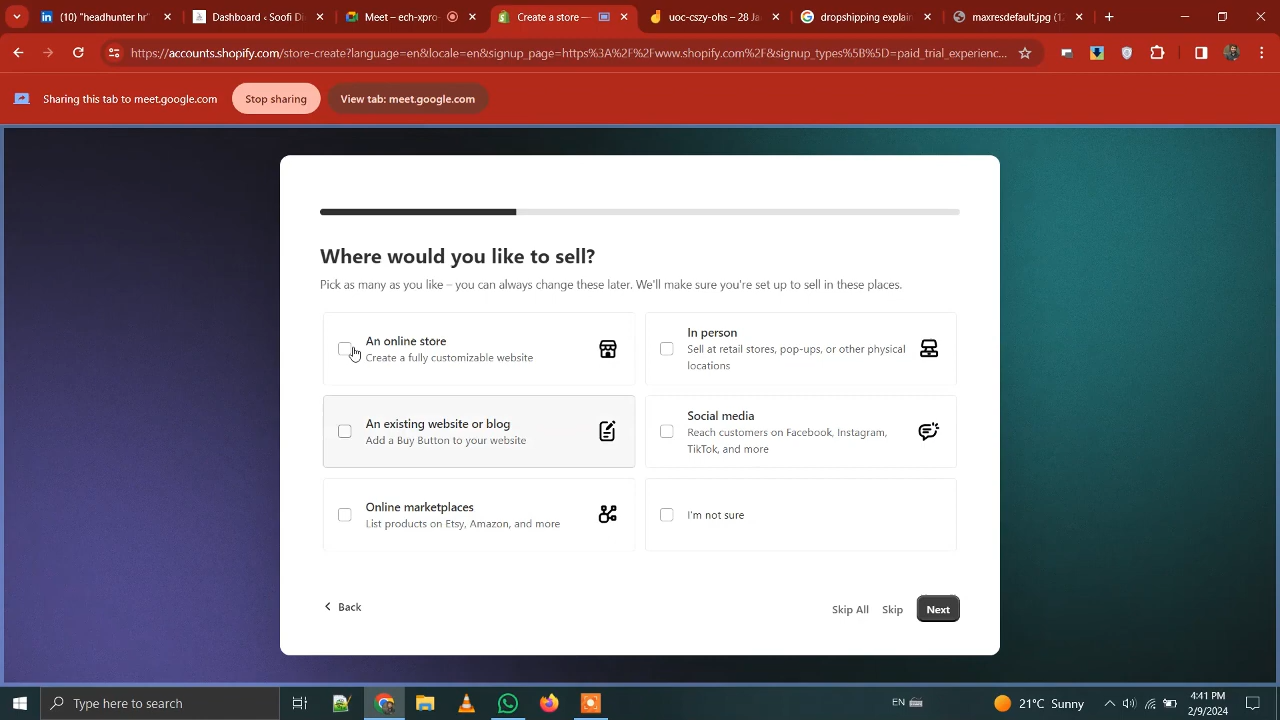 (10) "headhunter hr"
Dashboard ‹ Soofi Di
Meet – ech-xpro-
Create a store —
uoc-cszy-ohs – 28 Ja
dropshipping explain
maxresdefault.jpg (1
https://accounts.shopify.com/store-create?language=en&locale=en&signup_page=https%3A%2F%2Fwww.shopify.com%2F&signup_types%5B%5D=paid_trial_experienc...
Sharing this tab to meet.google.com
Stop sharing
View tab: meet.google.com
Where would you like to sell?
Pick as many as you like – you can always change these later. We'll make sure you're set up to sell in these places.
An online store
Create a fully customizable website
In person
Sell at retail stores, pop-ups, or other physical
locations
An existing website or blog
Add a Buy Button to your website
Social media
Reach customers on Facebook, Instagram,
TikTok, and more
Online marketplaces
List products on Etsy, Amazon, and more
I'm not sure
Back
Skip All
Skip
Next
Type here to search
EN
21°C Sunny
4:41 PM
2/9/2024